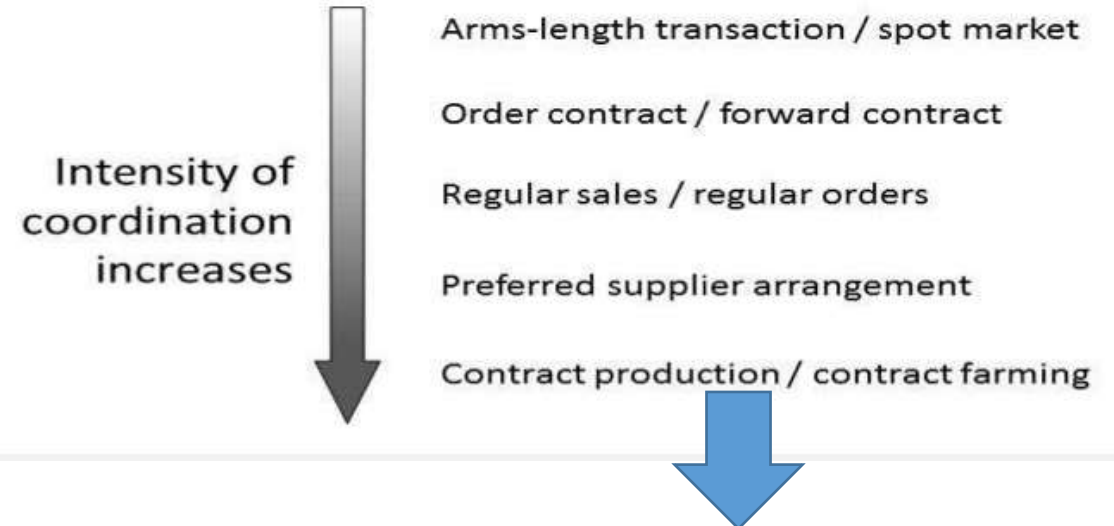 Arms-length transaction / spot market
Order contract / forward contract
Intensity of
coordination
increases
Regular sales / regular orders
Preferred supplier arrangement
Contract production / contract farming